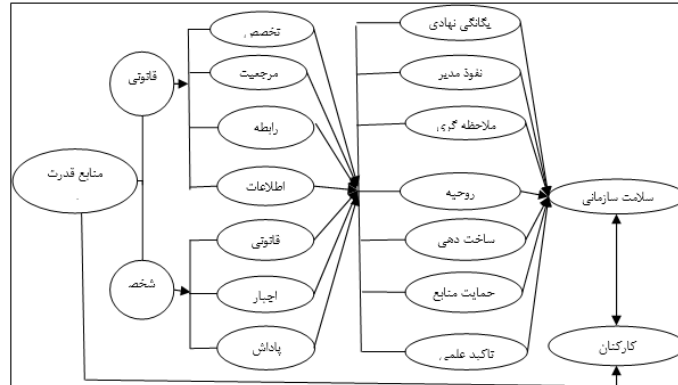 تخصص
مرجعیت
رابطه
اطلاعات
قانونی
اجبار
پاداش
قانونی
شخصـ
منابع قدرت
یگانگی نهادی
نفوذ مدیر
ملاحظه گری
روحیه
ساخت دهی
حمایت منابع
تاکید علمی
سلامت سازمانی
کارکنان